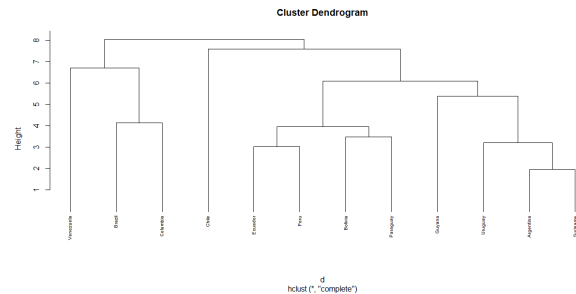 Cluster Dendrogram
Height
8
7
6
5
4
3
2
1
Venezuela
Brazil
Colombia
Chile
Ecuador
Peru
Bolivia
Paraguay
Guyana
Uruguay
Argentina
Suriname
d
hclust (*, "complete")